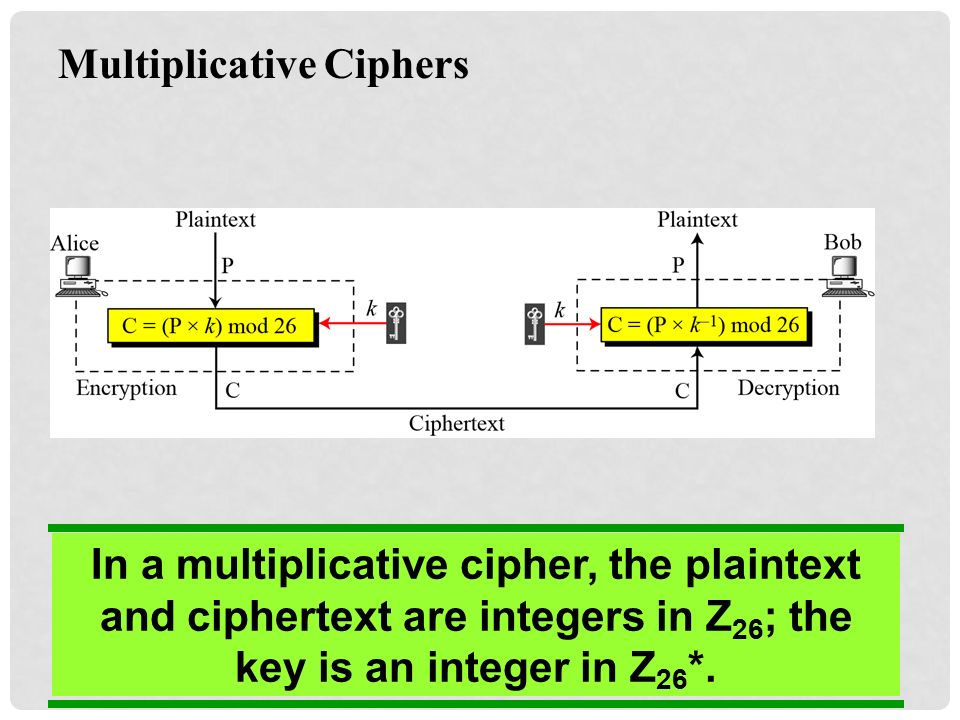 Multiplicative Ciphers
Plaintext
Plaintext
Alice
Bob
P
P
k
k
C = (P × k) mod 26
C = (P × k⁻¹) mod 26
Encryption
C
C
Decryption
Ciphertext
In a multiplicative cipher, the plaintext
and ciphertext are integers in Z₂₆; the
key is an integer in Z₂₆*.